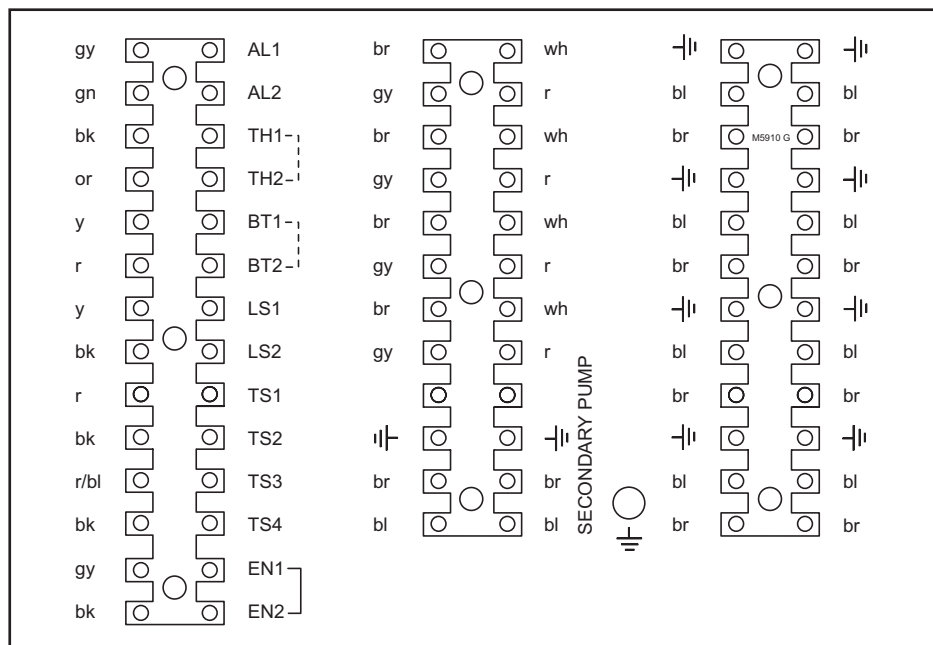 gy AL1
gn AL2
bk TH1
or TH2
y BT1
r BT2
y LS1
bk LS2
r TS1
bk TS2
r/bl TS3
bk TS4
gy EN1
bk EN2
br wh
gy r
br wh
gy r
br wh
gy r
br wh
gy r
br br
bl bl
SECONDARY PUMP
bl bl
br M5910 G br
bl bl
br br
bl bl
br br
bl bl
br br